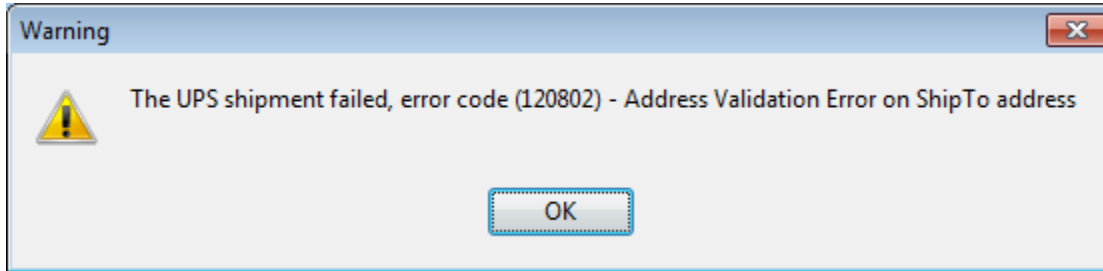 Warning
The UPS shipment failed, error code (120802) - Address Validation Error on ShipTo address
OK